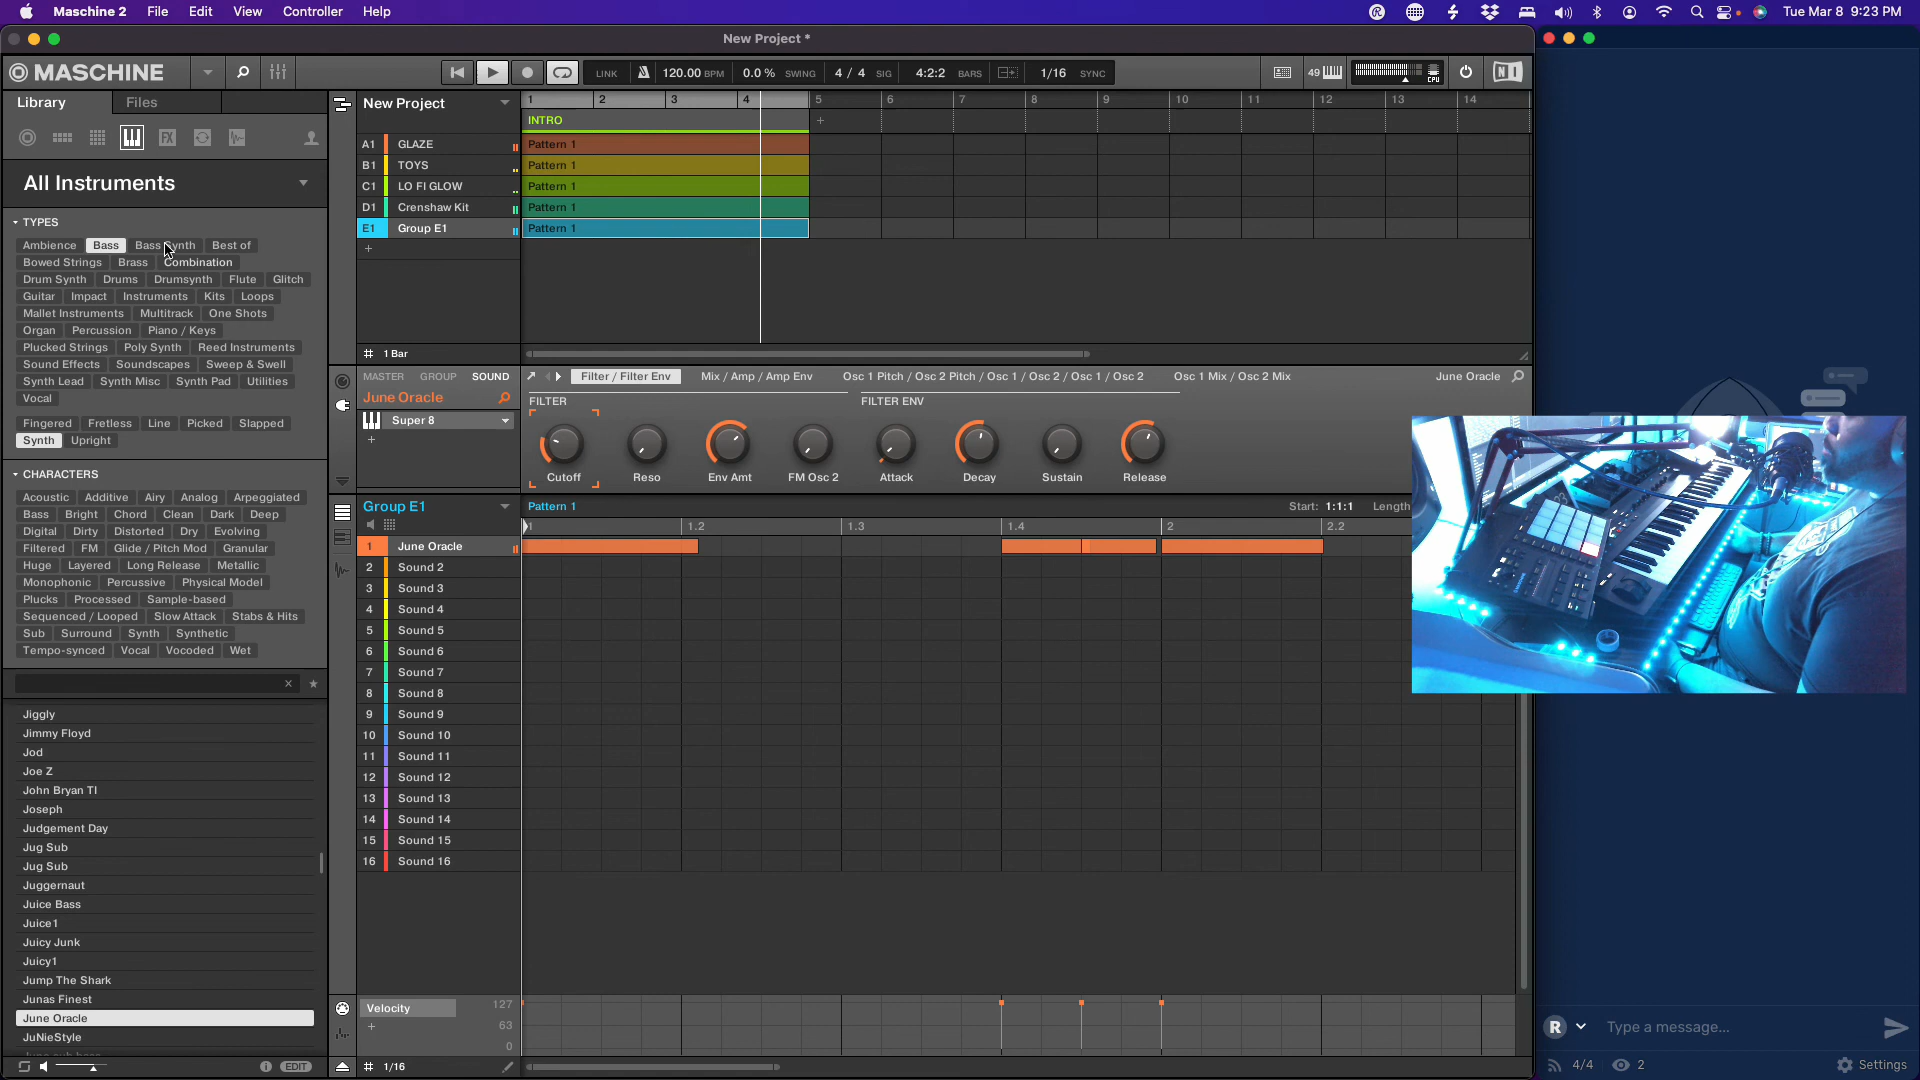 Maschine 2 File Edit View Controller Help
Tue Mar 8 9:23 PM
New Project *
MASCHINE
LINK 120.00 BPM 0.0 % SWING 4 / 4 SIG 4:2:2 BARS 1/16 SYNC 49
Library Files
New Project
1 2 3 4 5 6 7 8 9 10 11 12 13 14
INTRO
A1 GLAZE Pattern 1
B1 TOYS Pattern 1
C1 LO FI GLOW Pattern 1
D1 Crenshaw Kit Pattern 1
E1 Group E1 Pattern 1
1 Bar
All Instruments
TYPES
Ambience Bass Bass Synth Best of
Bowed Strings Brass Combination
Drum Synth Drums Drumsynth Flute Glitch
Guitar Impact Instruments Kits Loops
Mallet Instruments Multitrack One Shots
Organ Percussion Piano / Keys
Plucked Strings Poly Synth Reed Instruments
Sound Effects Soundscapes Sweep & Swell
Synth Lead Synth Misc Synth Pad Utilities
Vocal
Fingered Fretless Line Picked Slapped
Synth Upright
CHARACTERS
Acoustic Additive Airy Analog Arpeggiated
Bass Bright Chord Clean Dark Deep
Digital Dirty Distorted Dry Evolving
Filtered FM Glide / Pitch Mod Granular
Huge Layered Long Release Metallic
Monophonic Percussive Physical Model
Plucks Processed Sample-based
Sequenced / Looped Slow Attack Stabs & Hits
Sub Surround Synth Synthetic
Tempo-synced Vocal Vocoded Wet
Jiggly
Jimmy Floyd
Jod
Joe Z
John Bryan TI
Joseph
Judgement Day
Jug Sub
Jug Sub
Juggernaut
Juice Bass
Juice1
Juicy Junk
Juicy1
Jump The Shark
Junas Finest
June Oracle
JuNieStyle
EDIT
MASTER GROUP SOUND
June Oracle
Super 8
Filter / Filter Env Mix / Amp / Amp Env Osc 1 Pitch / Osc 2 Pitch / Osc 1 / Osc 2 / Osc 1 / Osc 2 Osc 1 Mix / Osc 2 Mix June Oracle
FILTER FILTER ENV
Cutoff Reso Env Amt FM Osc 2 Attack Decay Sustain Release
Group E1 Pattern 1 Start: 1:1:1 Length
1.2 1.3 1.4 2 2.2
1 June Oracle
2 Sound 2
3 Sound 3
4 Sound 4
5 Sound 5
6 Sound 6
7 Sound 7
8 Sound 8
9 Sound 9
10 Sound 10
11 Sound 11
12 Sound 12
13 Sound 13
14 Sound 14
15 Sound 15
16 Sound 16
Velocity 127
63
0
1/16
R Type a message...
4/4 2 Settings